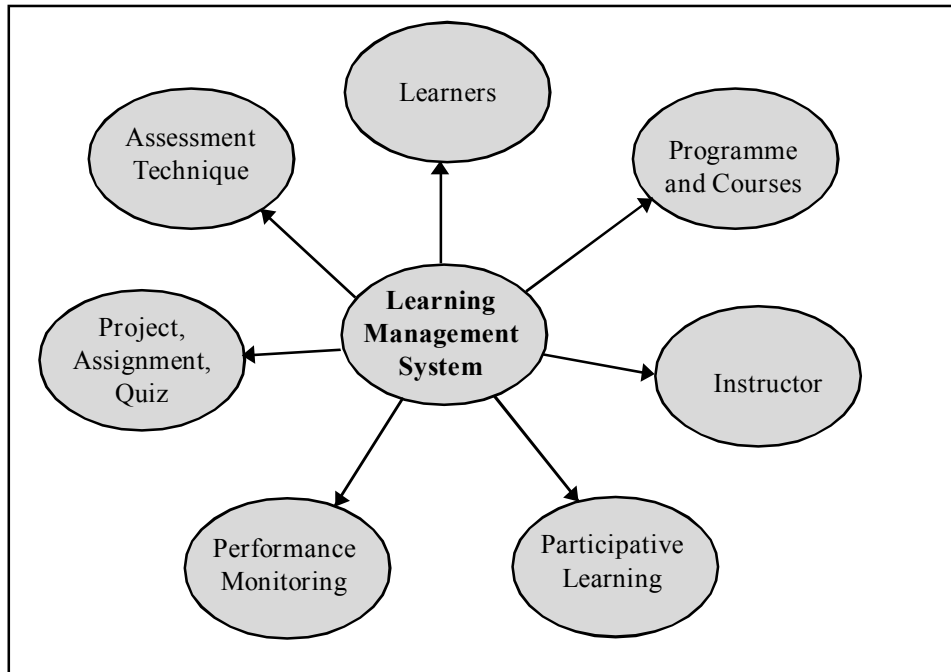 Learners
Assessment
Technique
Programme
and Courses
Learning
Management
System
Project,
Assignment,
Quiz
Instructor
Performance
Monitoring
Participative
Learning